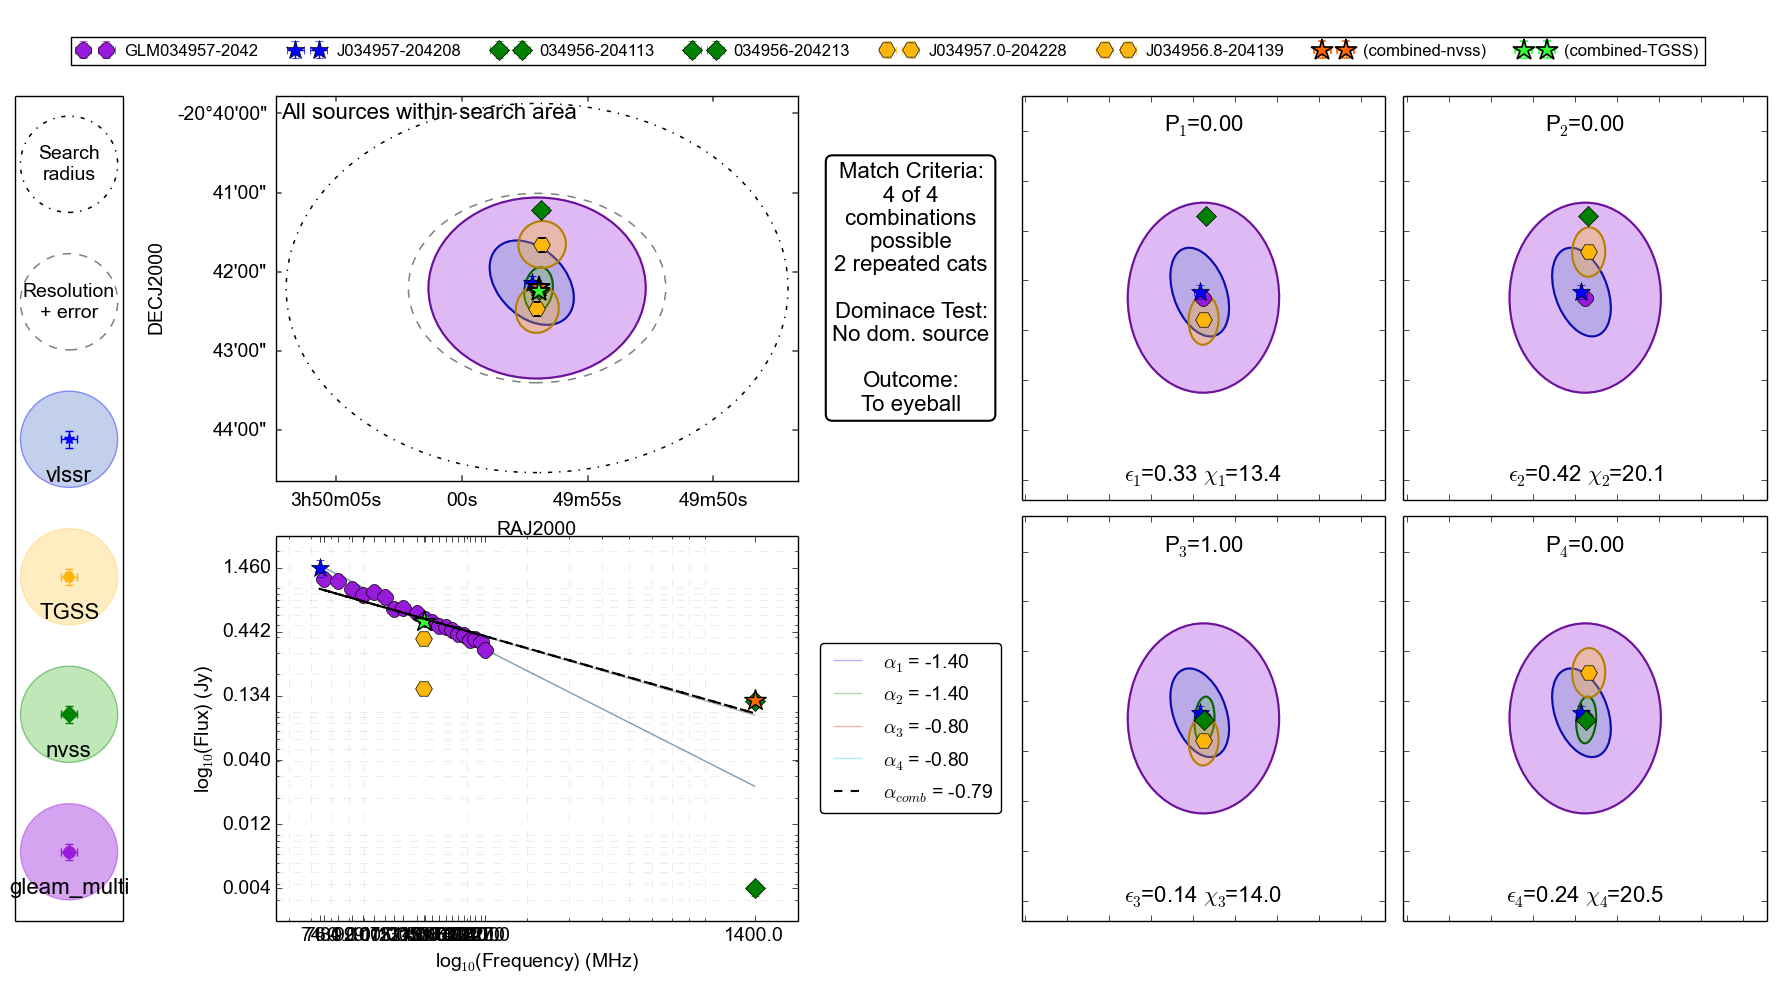 GLM034957-2042 J034957-204208 034956-204113 034956-204213 J034957.0-204228 J034956.8-204139 (combined-nvss) (combined-TGSS)
Search
radius
Resolution
+ error
vlssr
TGSS
nvss
gleam_multi
All sources within search area
DECJ2000
-20°40'00"
41'00"
42'00"
43'00"
44'00"
3h50m05s 00s 49m55s 49m50s
RAJ2000
Match Criteria:
4 of 4
combinations
possible
2 repeated cats
Dominace Test:
No dom. source
Outcome:
To eyeball
P1=0.00
ϵ1=0.33 χ1=13.4
P2=0.00
ϵ2=0.42 χ2=20.1
log10(Flux) (Jy)
1.460
0.442
0.134
0.040
0.012
0.004
1400.0
log10(Frequency) (MHz)
α1 = -1.40
α2 = -1.40
α3 = -0.80
α4 = -0.80
αcomb = -0.79
P3=1.00
ϵ3=0.14 χ3=14.0
P4=0.00
ϵ4=0.24 χ4=20.5